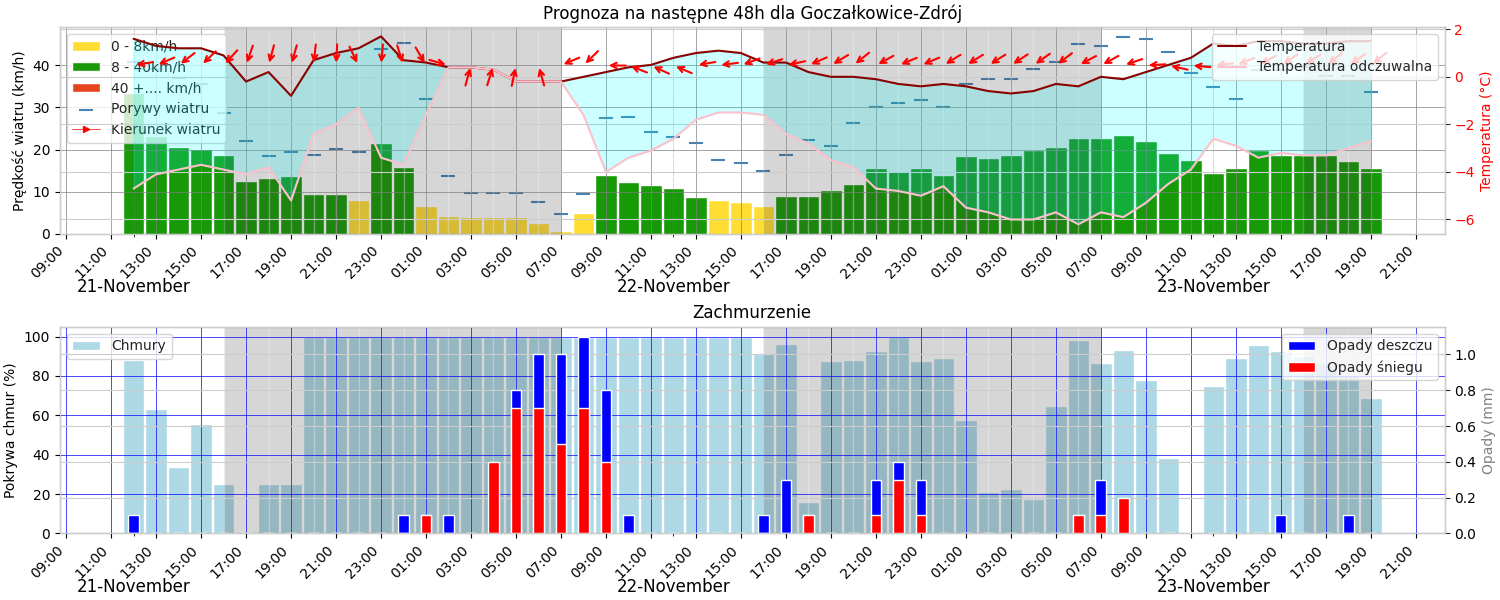 Prognoza na następne 48h dla Goczałkowice-Zdrój
Prędkość wiatru (km/h)
40
30
20
10
0
0 - 8km/h
8 - 40km/h
40 +.... km/h
Porywy wiatru
Kierunek wiatru
Temperatura
Temperatura odczuwalna
2
0
−2
−4
−6
Temperatura (°C)
09:00 11:00 13:00 15:00 17:00 19:00 21:00 23:00 01:00 03:00 05:00 07:00 09:00 11:00 13:00 15:00 17:00 19:00 21:00 23:00 01:00 03:00 05:00 07:00 09:00 11:00 13:00 15:00 17:00 19:00 21:00
21-November 22-November 23-November
Zachmurzenie
Pokrywa chmur (%)
100
80
60
40
20
0
Chmury
Opady deszczu
Opady śniegu
1.0
0.8
0.6
0.4
0.2
0.0
Opady (mm)
09:00 11:00 13:00 15:00 17:00 19:00 21:00 23:00 01:00 03:00 05:00 07:00 09:00 11:00 13:00 15:00 17:00 19:00 21:00 23:00 01:00 03:00 05:00 07:00 09:00 11:00 13:00 15:00 17:00 19:00 21:00
21-November 22-November 23-November